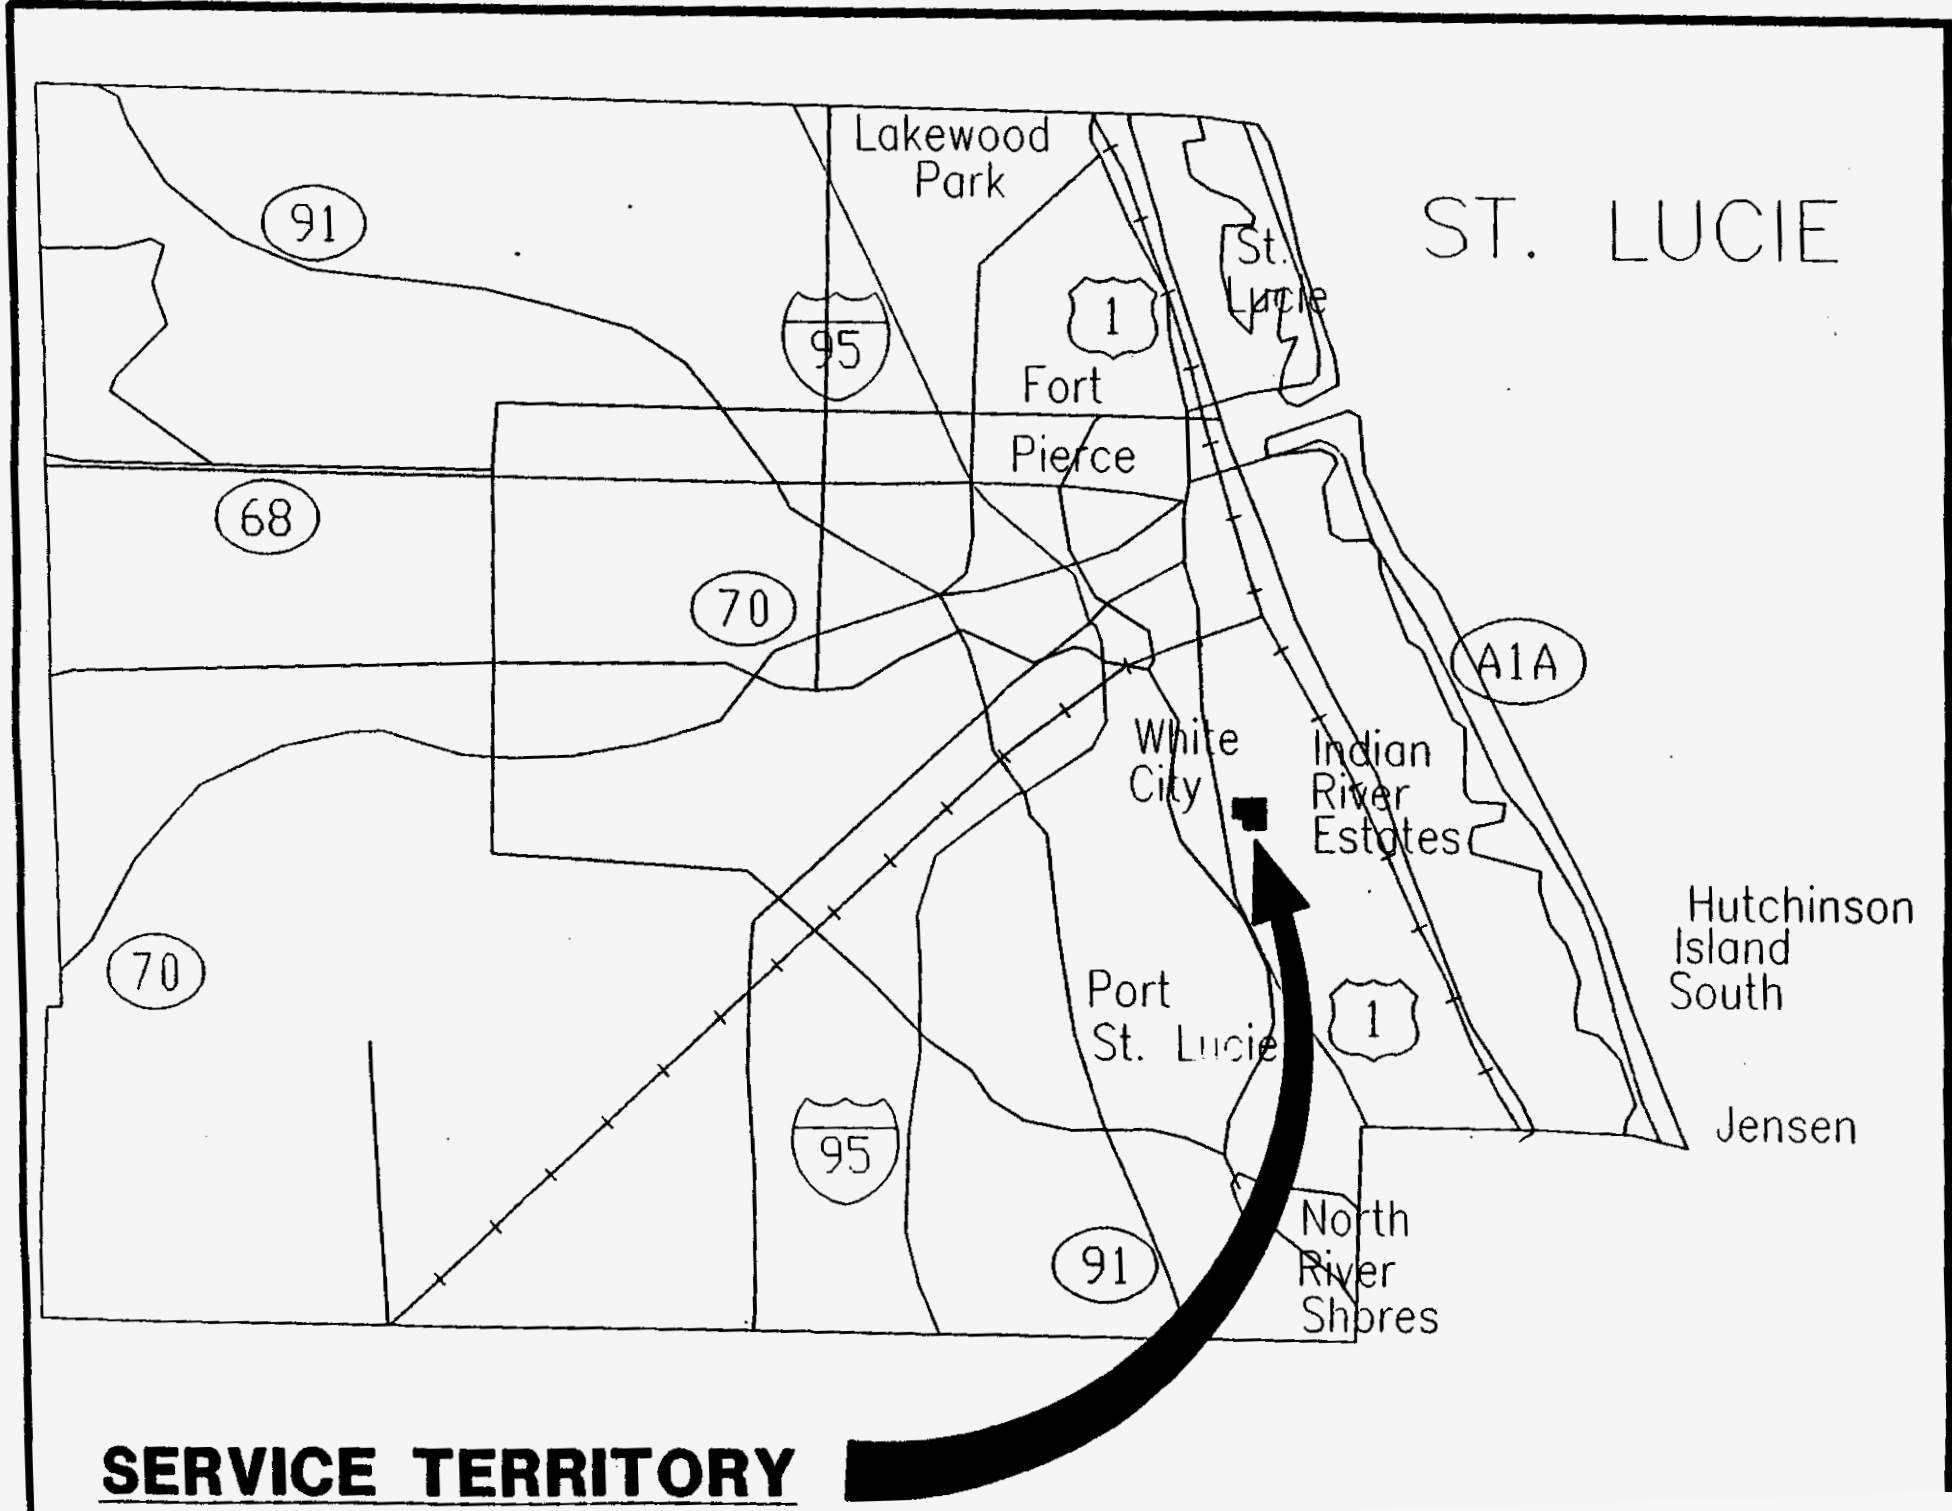 Lakewood
Park
91
ST. LUCIE
St.
Lucie
1
95
Fort
Pierce
68
70
A1A
White
City
Indian
River
Estates
Hutchinson
Island
South
70
Port
St. Lucie
1
Jensen
95
North
River
Shores
91
SERVICE TERRITORY